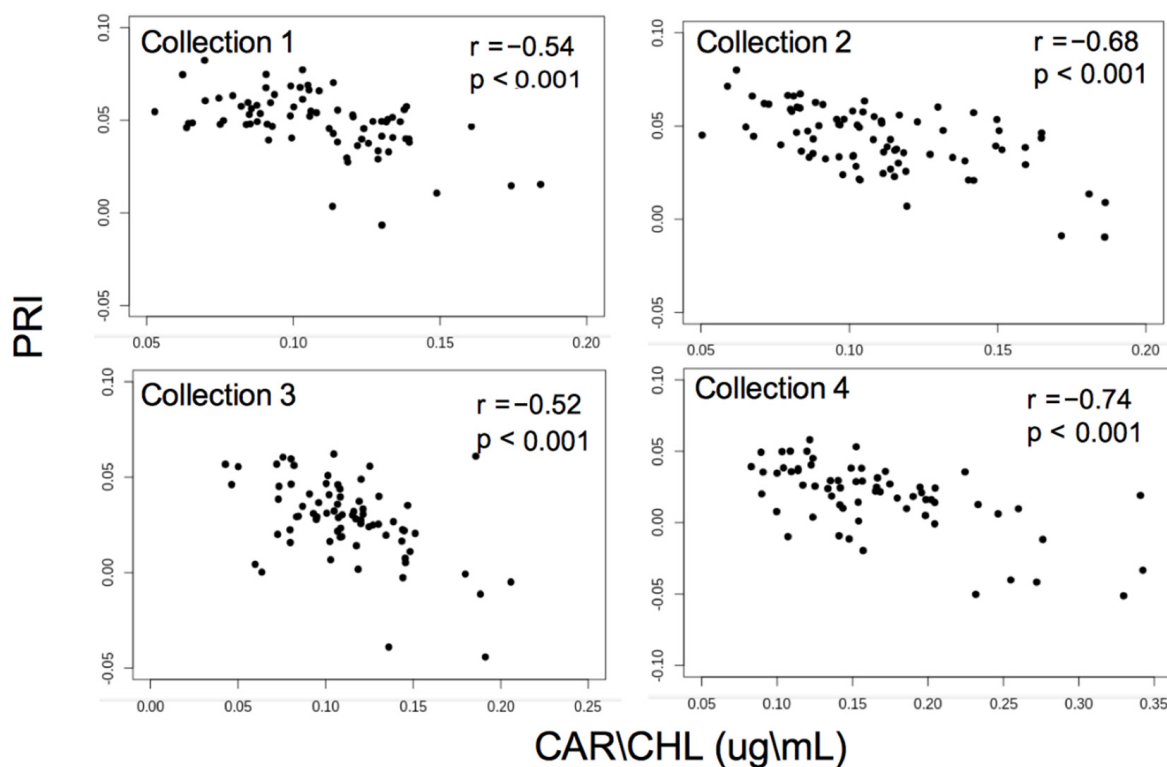 Collection 1
r = −0.54
p < 0.001
0.10
0.05
0.00
-0.05
0.05
0.10
0.15
0.20
Collection 2
r = −0.68
p < 0.001
0.10
0.05
0.00
-0.05
0.05
0.10
0.15
0.20
PRI
Collection 3
r = −0.52
p < 0.001
0.10
0.05
0.00
-0.05
0.00
0.05
0.10
0.15
0.20
0.25
Collection 4
r = −0.74
p < 0.001
0.10
0.05
0.00
-0.05
-0.10
0.05
0.10
0.15
0.20
0.25
0.30
0.35
CAR\CHL (ug\mL)